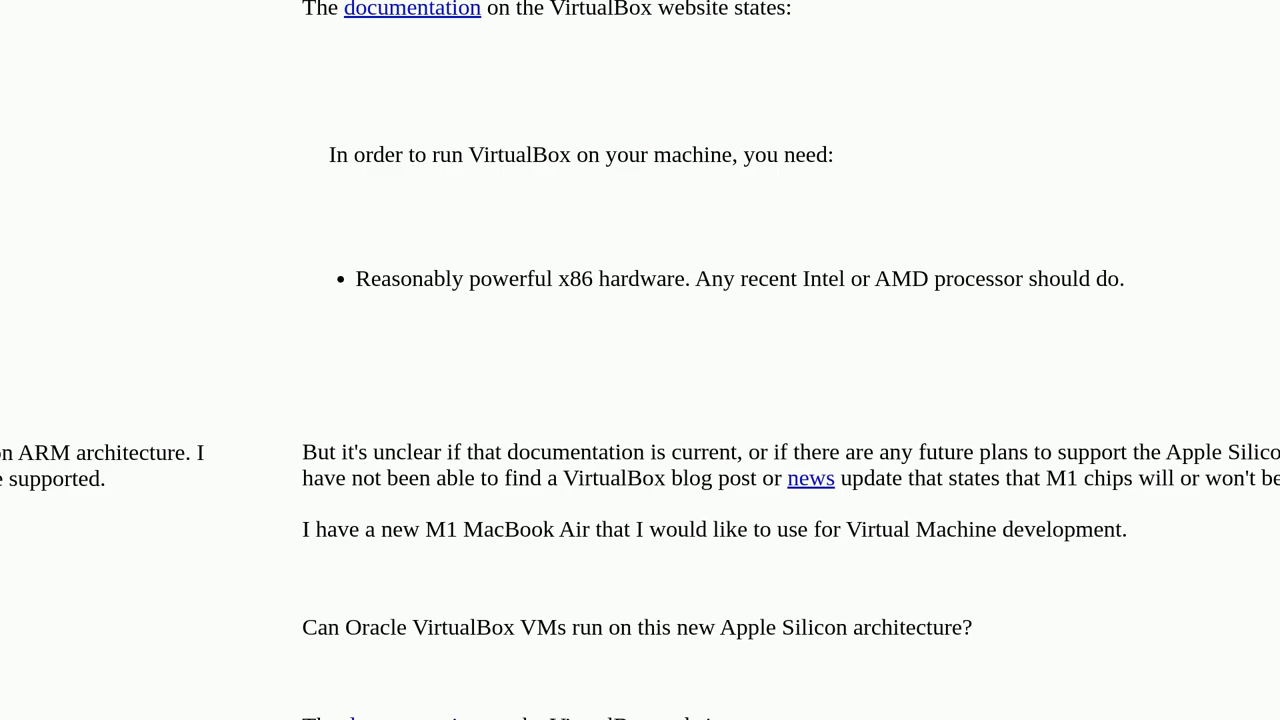 The documentation on the VirtualBox website states:
In order to run VirtualBox on your machine, you need:
• Reasonably powerful x86 hardware. Any recent Intel or AMD processor should do.
on ARM architecture. I
But it's unclear if that documentation is current, or if there are any future plans to support the Apple Silico
supported.
have not been able to find a VirtualBox blog post or news update that states that M1 chips will or won't be
I have a new M1 MacBook Air that I would like to use for Virtual Machine development.
Can Oracle VirtualBox VMs run on this new Apple Silicon architecture?